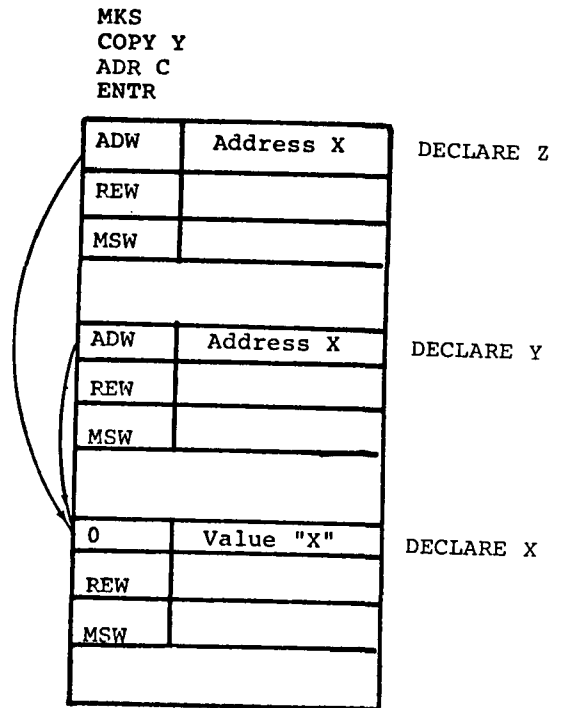 MKS
COPY Y
ADR C
ENTR
ADW Address X DECLARE Z
REW
MSW
ADW Address X DECLARE Y
REW
MSW
0 Value "X" DECLARE X
REW
MSW